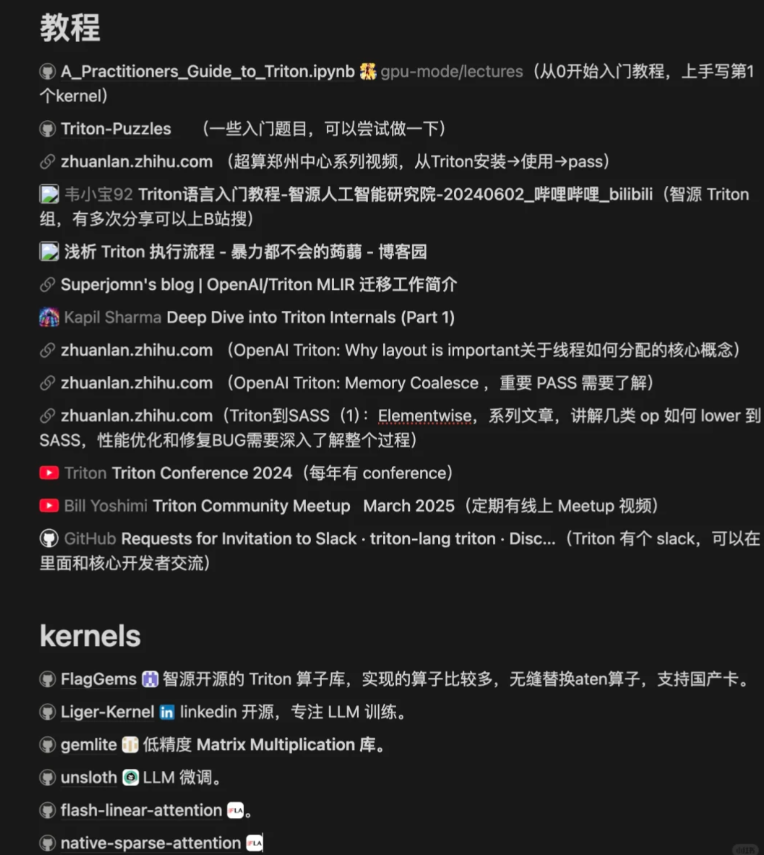 教程
A_Practitioners_Guide_to_Triton.ipynb gpu-mode/lectures（从0开始入门教程，上手写第1
个kernel）
Triton-Puzzles （一些入门题目，可以尝试做一下）
zhuanlan.zhihu.com （超算郑州中心系列视频，从Triton安装→使用→pass）
韦小宝92 Triton语言入门教程-智源人工智能研究院-20240602_哔哩哔哩_bilibili（智源 Triton
组，有多次分享可以上B站搜）
浅析 Triton 执行流程 - 暴力都不会的蒟蒻 - 博客园
Superjomn's blog | OpenAI/Triton MLIR 迁移工作简介
Kapil Sharma Deep Dive into Triton Internals (Part 1)
zhuanlan.zhihu.com （OpenAI Triton: Why layout is important关于线程如何分配的核心概念）
zhuanlan.zhihu.com （OpenAI Triton: Memory Coalesce ，重要 PASS 需要了解）
zhuanlan.zhihu.com（Triton到SASS（1）：Elementwise，系列文章，讲解几类 op 如何 lower 到
SASS，性能优化和修复BUG需要深入了解整个过程）
Triton Triton Conference 2024（每年有 conference）
Bill Yoshimi Triton Community Meetup March 2025（定期有线上 Meetup 视频）
GitHub Requests for Invitation to Slack · triton-lang triton · Disc...（Triton 有个 slack，可以在
里面和核心开发者交流）
kernels
FlagGems 智源开源的 Triton 算子库，实现的算子比较多，无缝替换aten算子，支持国产卡。
Liger-Kernel in linkedin 开源，专注 LLM 训练。
gemlite 低精度 Matrix Multiplication 库。
unsloth LLM 微调。
flash-linear-attention FLA。
native-sparse-attention FLA